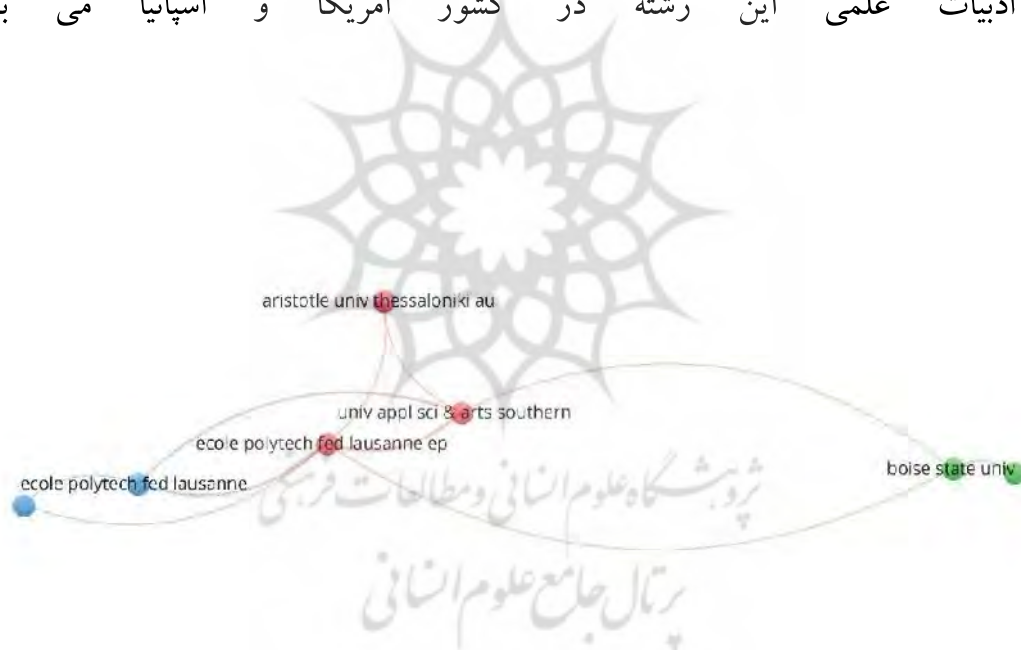 ادبیات علمی این رشته در کشور آمریکا و اسپانیا می
aristotle univ thessaloniki au
univ appl sci & arts southern
ecole polytech fed lausanne ep
ecole polytech fed lausanne
boise state univ
پژوهشگاه علوم انسانی و مطالعات فرهنگی
پرتال جامع علوم انسانی